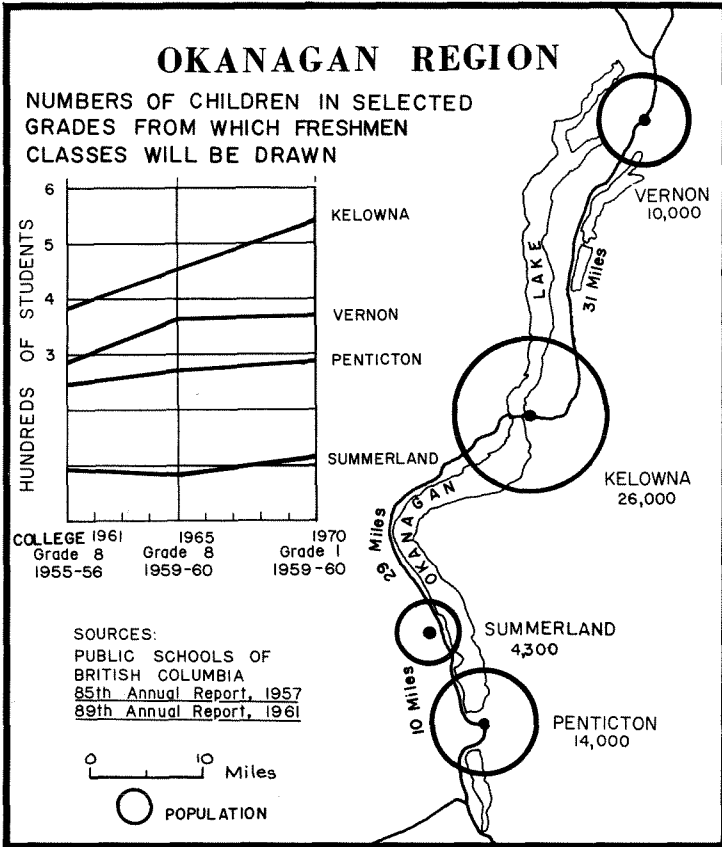 OKANAGAN REGION
NUMBERS OF CHILDREN IN SELECTED
GRADES FROM WHICH FRESHMEN
CLASSES WILL BE DRAWN
HUNDREDS OF STUDENTS
6
5
4
3
KELOWNA
VERNON
PENTICTON
SUMMERLAND
COLLEGE 1961 1965 1970
Grade 8 Grade 8 Grade 1
1955-56 1959-60 1959-60
SOURCES:
PUBLIC SCHOOLS OF
BRITISH COLUMBIA
85th Annual Report, 1957
89th Annual Report, 1961
0 10
Miles
POPULATION
VERNON
10,000
31 Miles
LAKE
KELOWNA
26,000
OKANAGAN
29 Miles
SUMMERLAND
4,300
10 Miles
PENTICTON
14,000